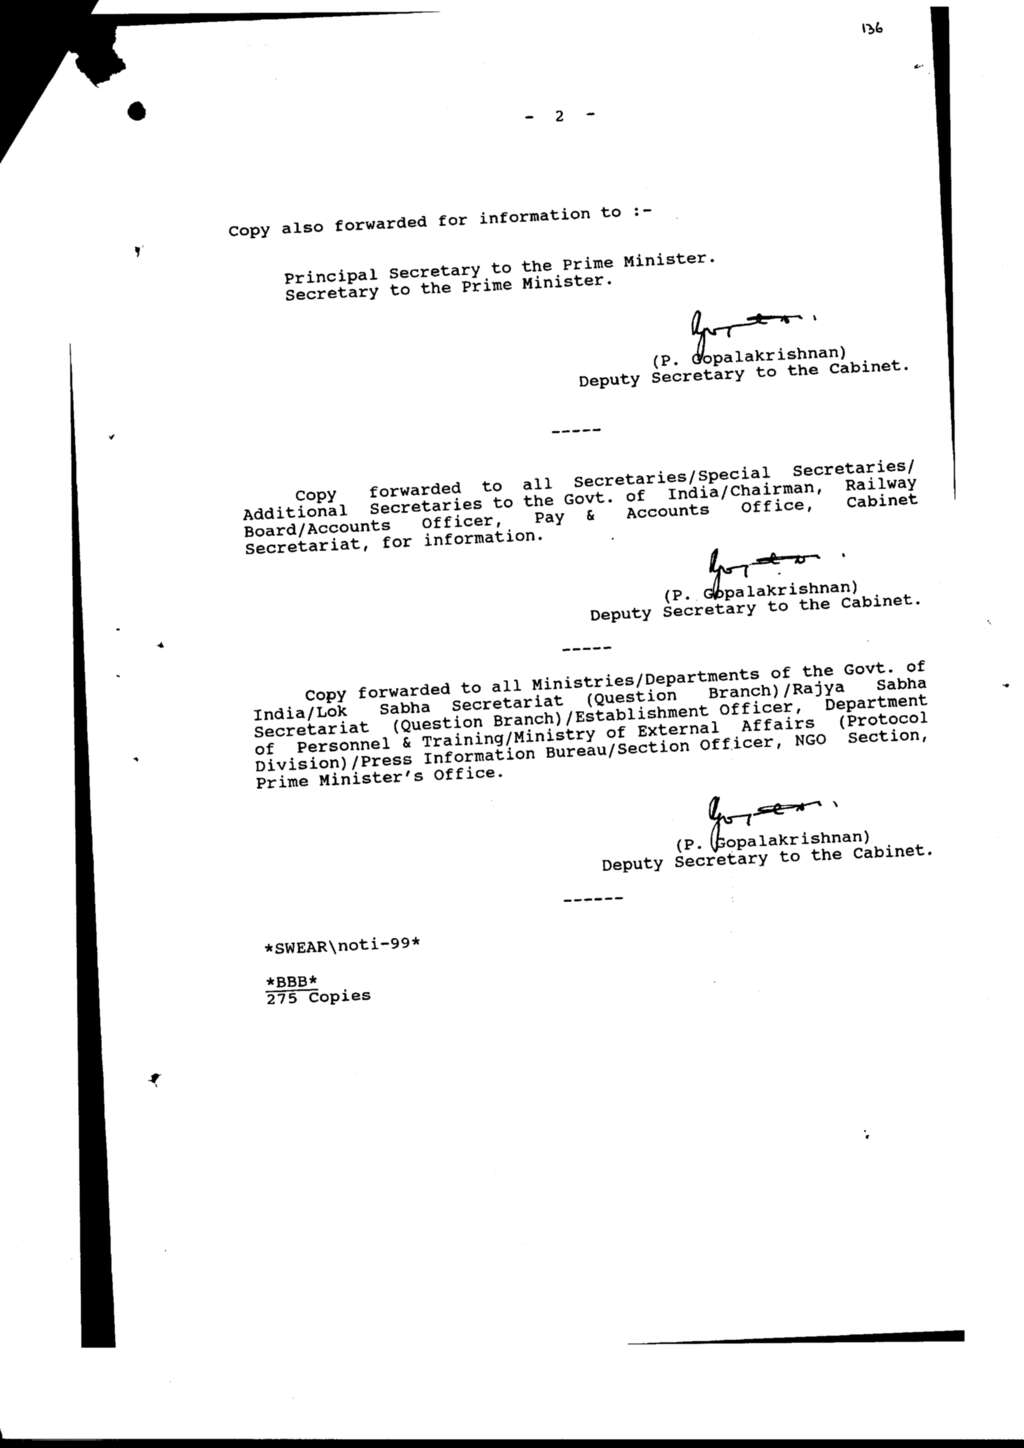 136
- 2 -
Copy also forwarded for information to :-
Principal Secretary to the Prime Minister.
Secretary to the Prime Minister.
(P. Gopalakrishnan)
Deputy Secretary to the Cabinet.
-----
Copy forwarded to all Secretaries/Special Secretaries/
Additional Secretaries to the Govt. of India/Chairman, Railway
Board/Accounts Officer, Pay & Accounts Office, Cabinet
Secretariat, for information.
(P. Gopalakrishnan)
Deputy Secretary to the Cabinet.
-----
Copy forwarded to all Ministries/Departments of the Govt. of
India/Lok Sabha Secretariat (Question Branch)/Rajya Sabha
Secretariat (Question Branch)/Establishment Officer, Department
of Personnel & Training/Ministry of External Affairs (Protocol
Division)/Press Information Bureau/Section Officer, NGO Section,
Prime Minister's Office.
(P. Gopalakrishnan)
Deputy Secretary to the Cabinet.
------
*SWEAR\noti-99*
*BBB*
275 Copies